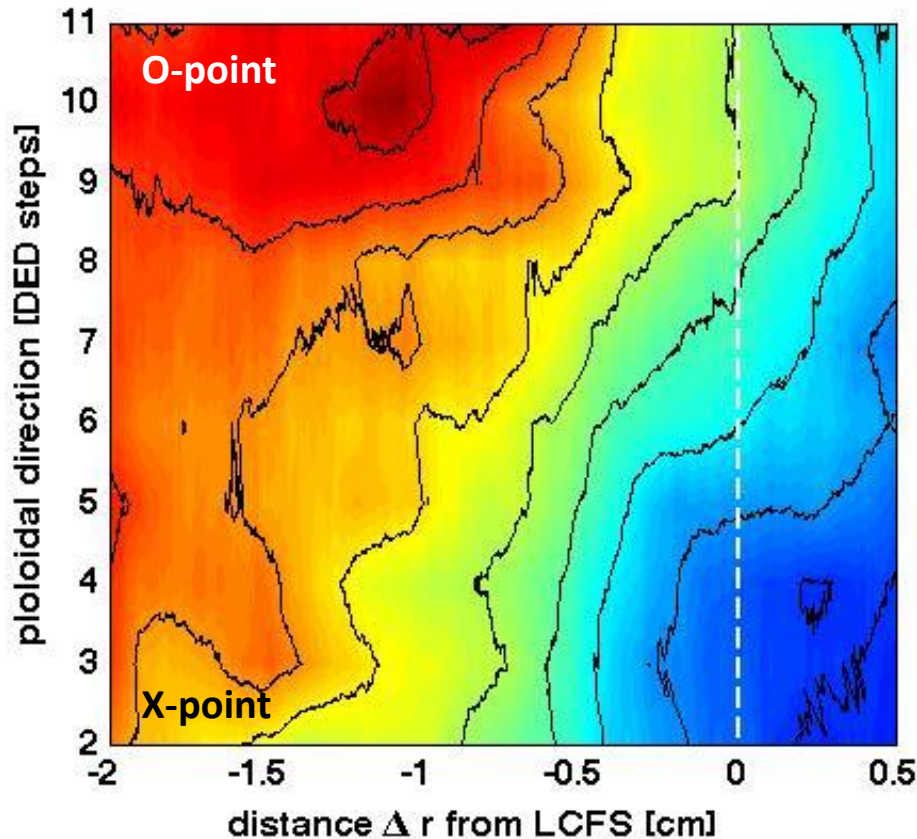 11
O-point
10
9
8
7
6
5
4
3
X-point
2
-2 -1.5 -1 -0.5 0 0.5
ploloidal direction [DED steps]
distance Δ r from LCFS [cm]